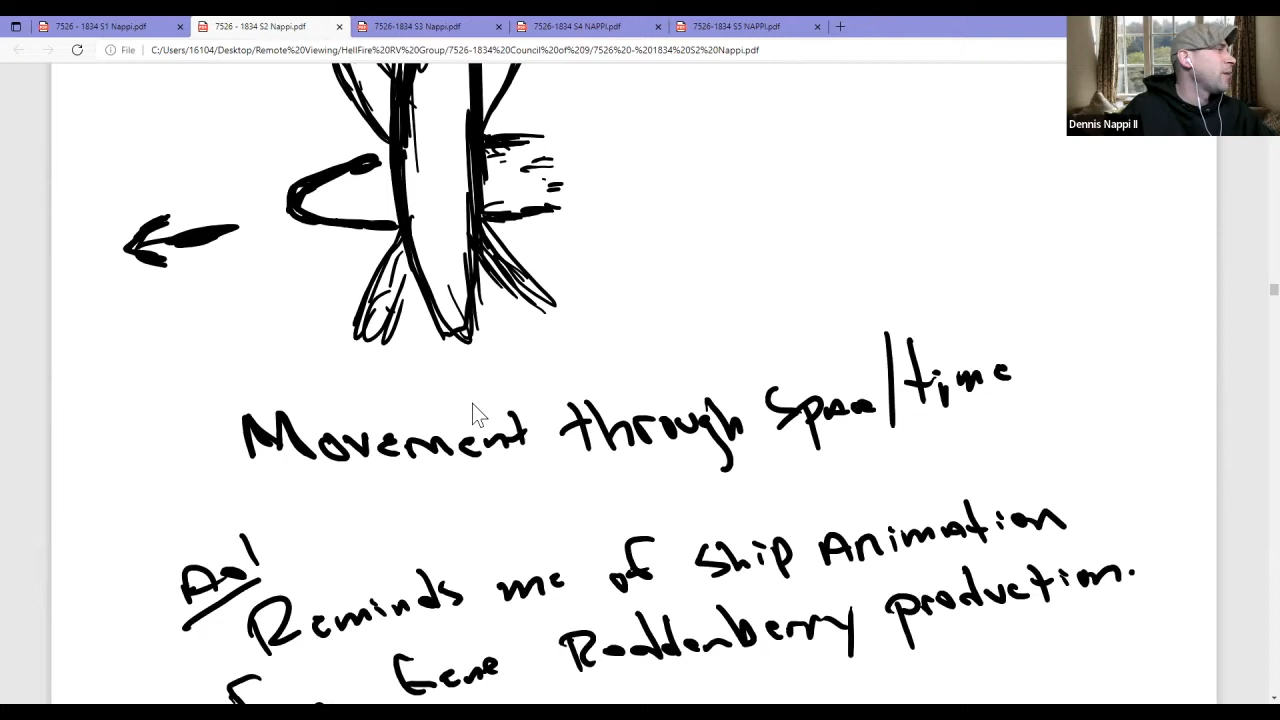 7526 - 1834 S1 Nappi.pdf
7526 - 1834 S2 Nappi.pdf
7526-1834 S3 Nappi.pdf
7526-1834 S4 NAPPI.pdf
7526-1834 S5 NAPPI.pdf
File
C:/Users/16104/Desktop/Remote%20Viewing/HellFire%20RV%20Group/7526-1834%20Council%20of%209/7526%20-%201834%20S2%20Nappi.pdf
Dennis Nappi II
Movement through Space/time
Aol
Reminds me of Ship Animation
Gene Roddenberry production.